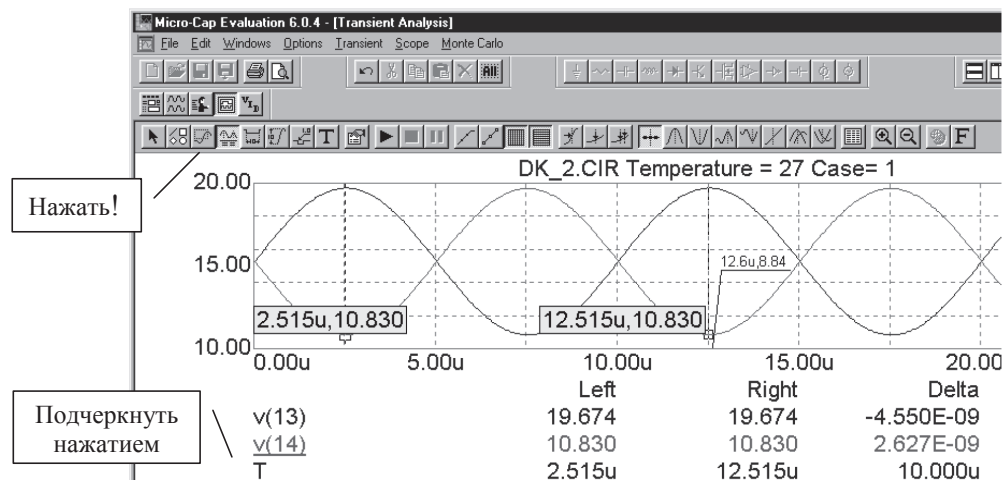 Micro-Cap Evaluation 6.0.4 - [Transient Analysis]
File Edit Windows Options Transient Scope Monte Carlo
All
V I D
T F
DK_2.CIR Temperature = 27 Case= 1
Нажать!
20.00
15.00
10.00
12.6u,8.84
2.515u,10.830
12.515u,10.830
0.00u 5.00u 10.00u 15.00u 20.00
Left Right Delta
Подчеркнуть
нажатием
v(13) 19.674 19.674 -4.550E-09
v(14) 10.830 10.830 2.627E-09
T 2.515u 12.515u 10.000u